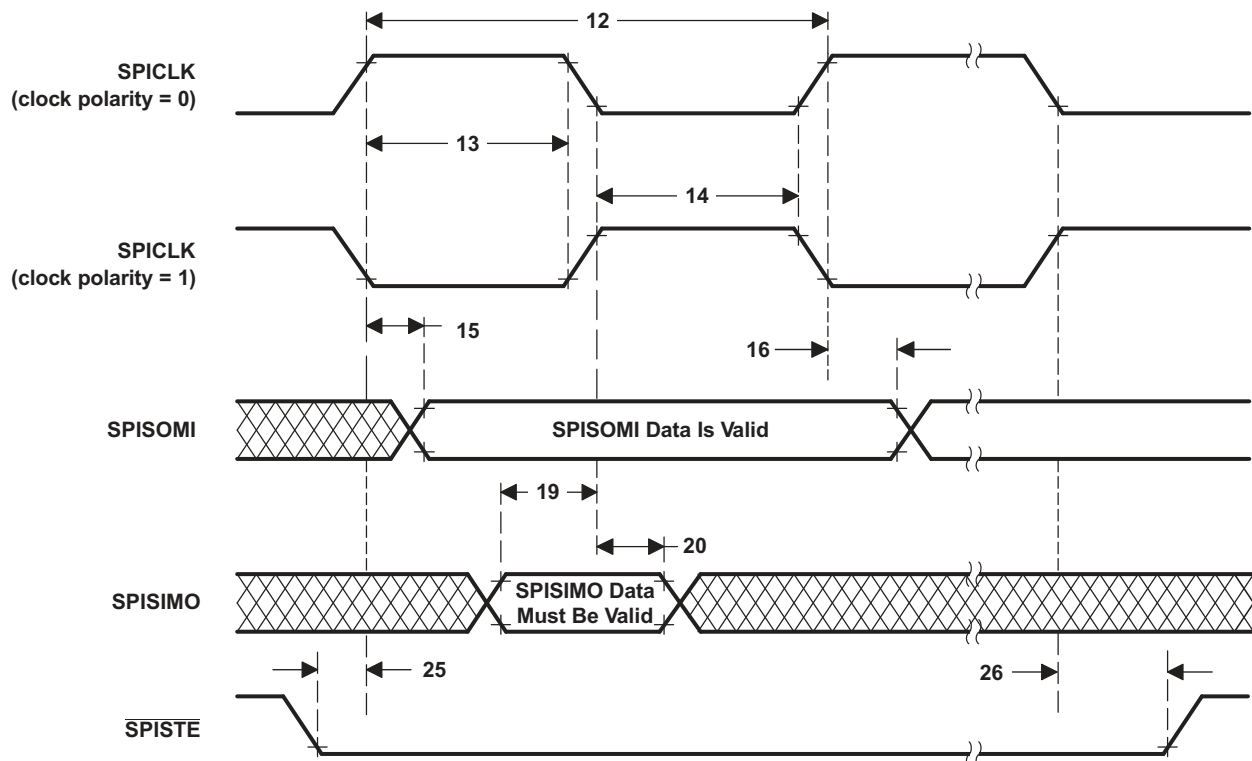 12
SPICLK
(clock polarity = 0)
13
14
SPICLK
(clock polarity = 1)
15
16
SPISOMI
SPISOMI Data Is Valid
19
20
SPISIMO
SPISIMO Data
Must Be Valid
25
26
SPISTE